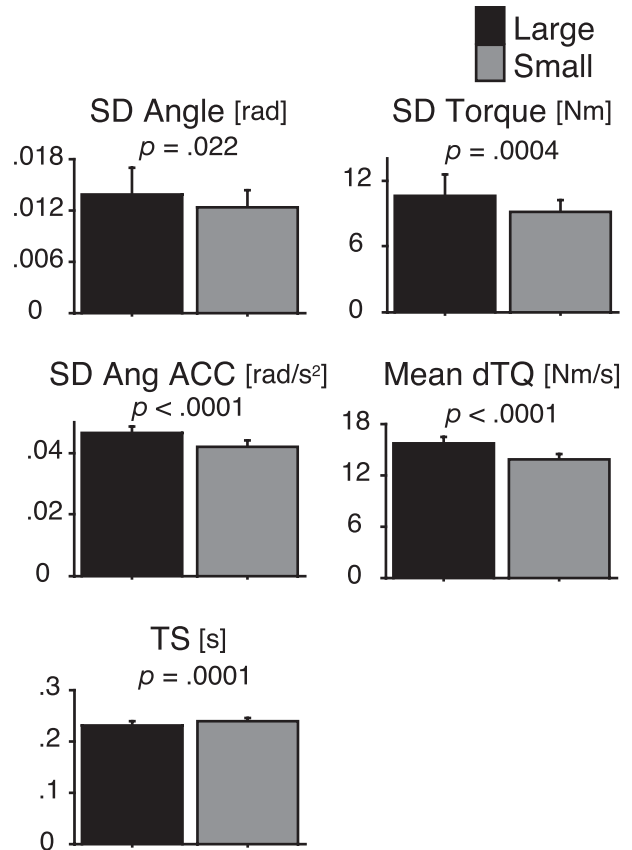 Large
Small
SD Angle [rad]
p = .022
.018
.012
.006
0
SD Torque [Nm]
p = .0004
12
6
0
SD Ang ACC [rad/s²]
p < .0001
.04
.02
0
Mean dTQ [Nm/s]
p < .0001
18
12
6
0
TS [s]
p = .0001
.3
.2
.1
0